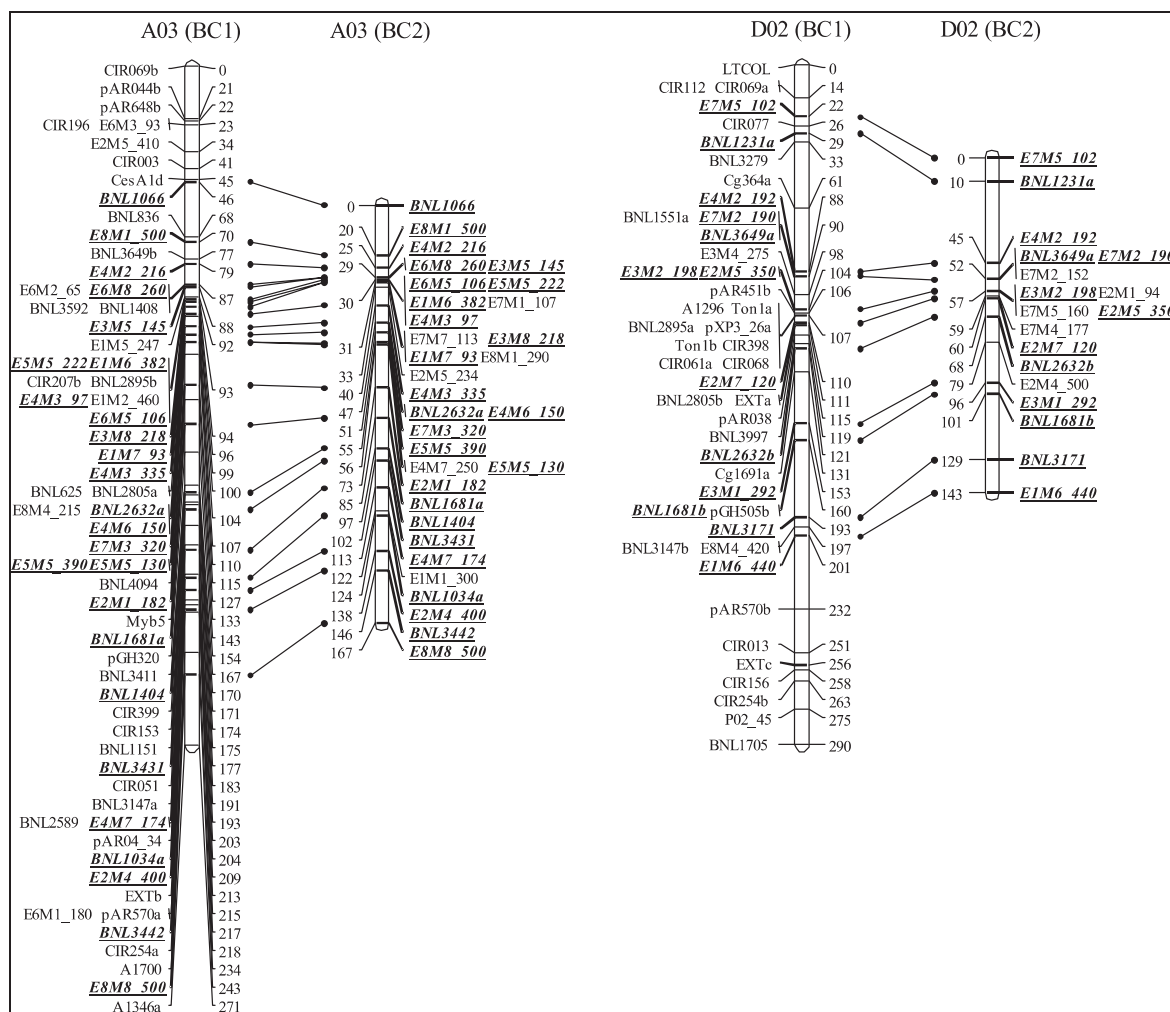 A03 (BC1)
CIR069b 0
pAR044b 21
pAR648b 22
CIR196 E6M3_93 23
E2M5_410 34
CIR003 41
CesA1d 45
BNL1066 46
BNL836 68
E8M1_500 70
BNL3649b 77
E4M2_216 79
E6M2_65 E6M8_260
87
BNL3592 BNL1408
E3M5_145 88
E1M5_247 92
E5M5_222 E1M6_382
CIR207b BNL2895b
93
E4M3_97 E1M2_460
E6M5_106
E3M8_218 94
E1M7_93 96
E4M3_335 99
BNL625 BNL2805a 100
E8M4_215 BNL2632a
104
E4M6_150
E7M3_320 107
E5M5_390 E5M5_130 110
BNL4094 115
E2M1_182 127
Myb5 133
BNL1681a 143
pGH320 154
BNL3411 167
BNL1404 170
CIR399 171
CIR153 174
BNL1151 175
BNL3431 177
CIR051 183
BNL3147a 191
BNL2589 E4M7_174 193
pAR04_34 203
BNL1034a 204
E2M4_400 209
EXTb 213
E6M1_180 pAR570a 215
BNL3442 217
CIR254a 218
A1700 234
E8M8_500 243
A1346a 271
A03 (BC2)
0 BNL1066
20 E8M1_500
25 E4M2_216
29 E6M8_260 E3M5_145
E6M5_106 E5M5_222
30 E1M6_382 E7M1_107
E4M3_97
E7M7_113 E3M8_218
31
E1M7_93 E8M1_290
33 E2M5_234
40 E4M3_335
47 BNL2632a E4M6_150
51 E7M3_320
55 E5M5_390
56 E4M7_250 E5M5_130
73 E2M1_182
85 BNL1681a
97 BNL1404
102 BNL3431
113 E4M7_174
122 E1M1_300
124 BNL1034a
138 E2M4_400
146 BNL3442
167 E8M8_500
D02 (BC1)
LTCOL 0
CIR112 CIR069a 14
E7M5_102 22
CIR077 26
BNL1231a 29
BNL3279 33
Cg364a 61
E4M2_192 88
BNL1551a E7M2_190
90
BNL3649a
E3M4_275 98
E3M2_198 E2M5_350 104
pAR451b 106
A1296 Ton1a
BNL2895a pXP3_26a
107
Ton1b CIR398
CIR061a CIR068
E2M7_120 110
BNL2805b EXTa 111
pAR038 115
BNL3997 119
BNL2632b 121
Cg1691a 131
E3M1_292 153
BNL1681b pGH505b 160
BNL3171 193
BNL3147b E8M4_420 197
E1M6_440 201
pAR570b 232
CIR013 251
EXTc 256
CIR156 258
CIR254b 263
P02_45 275
BNL1705 290
D02 (BC2)
0 E7M5_102
10 BNL1231a
45 E4M2_192
BNL3649a E7M2_190
52
E7M2_152
E3M2_198 E2M1_94
57
E7M5_160 E2M5_350
59 E7M4_177
60 E2M7_120
68 BNL2632b
79 E2M4_500
96 E3M1_292
101 BNL1681b
129 BNL3171
143 E1M6_440